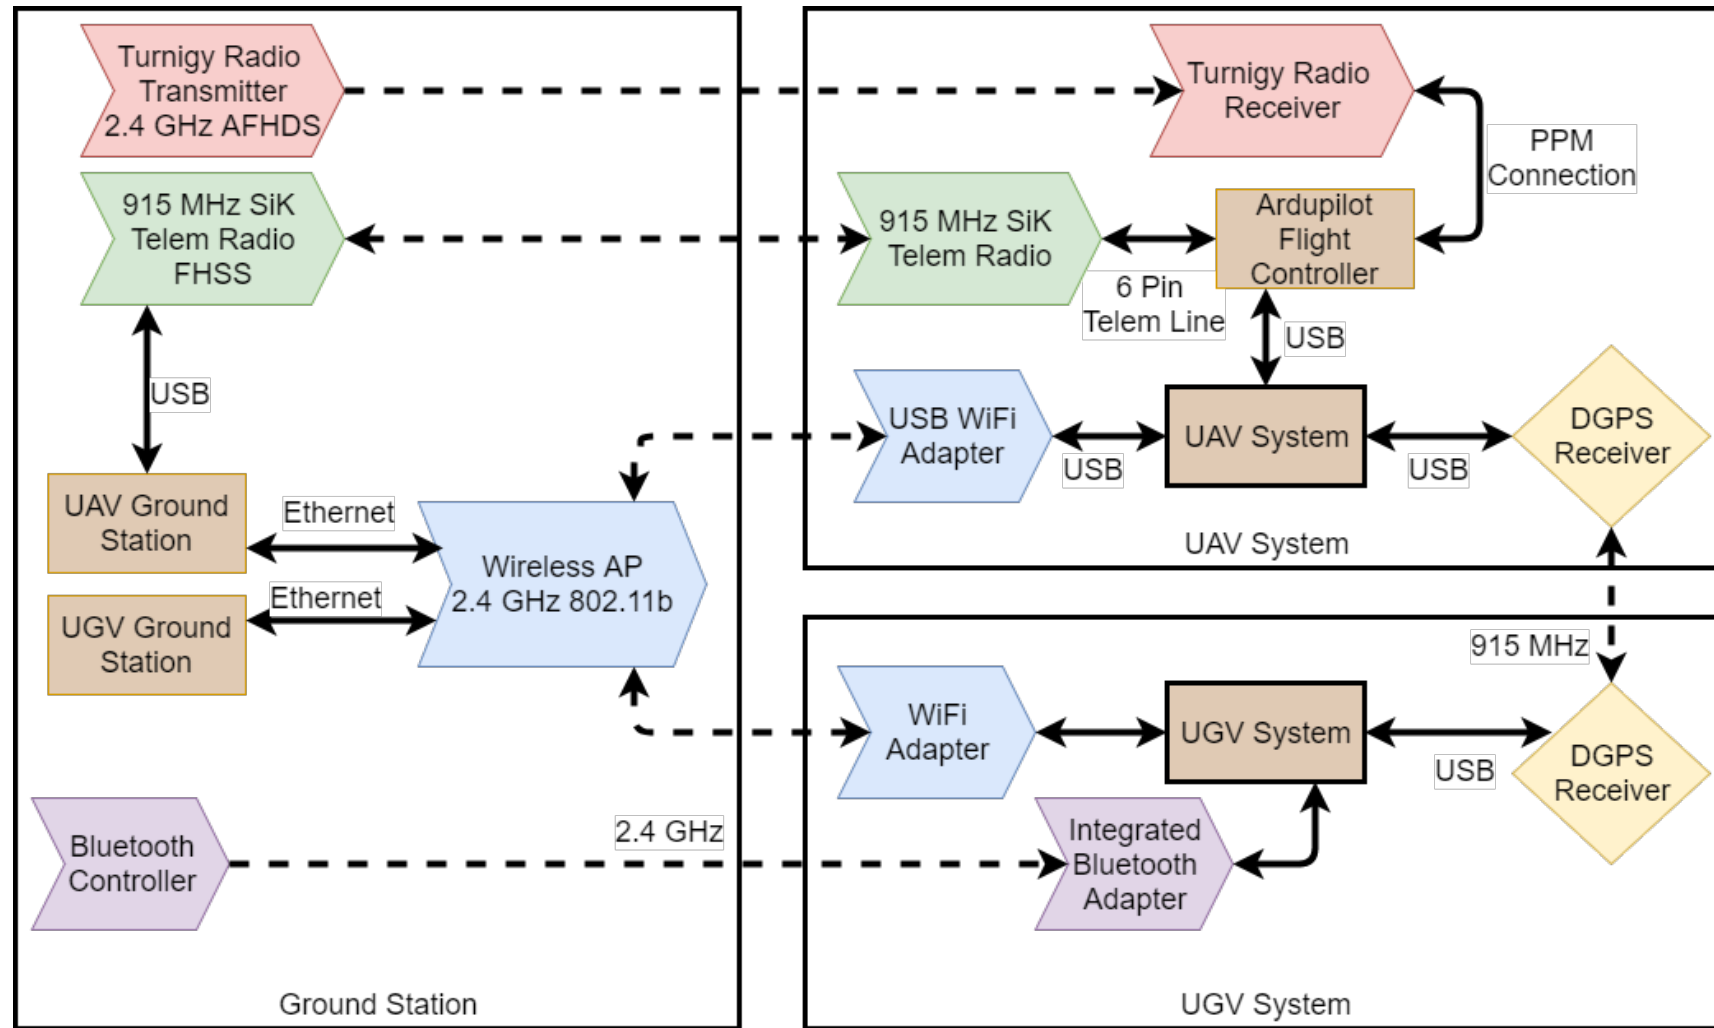 Turnigy Radio
Transmitter
2.4 GHz AFHDS
915 MHz SiK
Telem Radio
FHSS
USB
UAV Ground
Station
Ethernet
UGV Ground
Station
Ethernet
Wireless AP
2.4 GHz 802.11b
Bluetooth
Controller
2.4 GHz
Ground Station
Turnigy Radio
Receiver
PPM
Connection
915 MHz SiK
Telem Radio
Ardupilot
Flight
Controller
6 Pin
Telem Line
USB
USB WiFi
Adapter
USB
UAV System
USB
DGPS
Receiver
UAV System
915 MHz
WiFi
Adapter
UGV System
USB
DGPS
Receiver
Integrated
Bluetooth
Adapter
UGV System